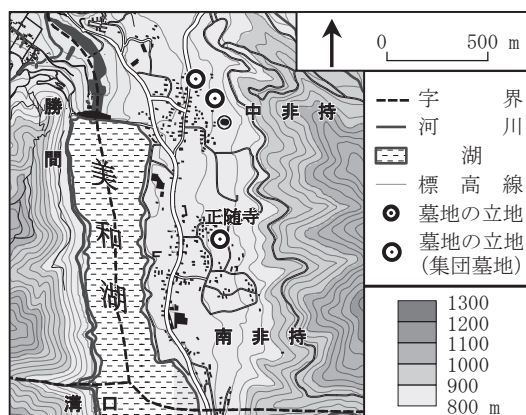 0 500 m
字界
河川
湖
標高線
墓地の立地
墓地の立地
(集団墓地)
1300
1200
1100
1000
900
800 m
勝間
中非持
美和湖
正随寺
南非持
溝口